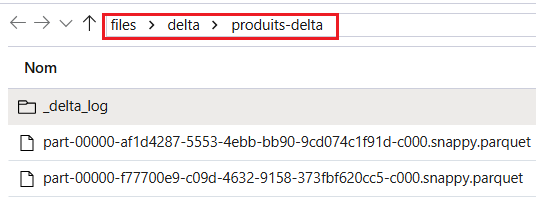 files > delta > produits-delta
Nom
_delta_log
part-00000-af1d4287-5553-4ebb-bb90-9cd074c1f91d-c000.snappy.parquet
part-00000-f77700e9-c09d-4632-9158-373fbf620cc5-c000.snappy.parquet